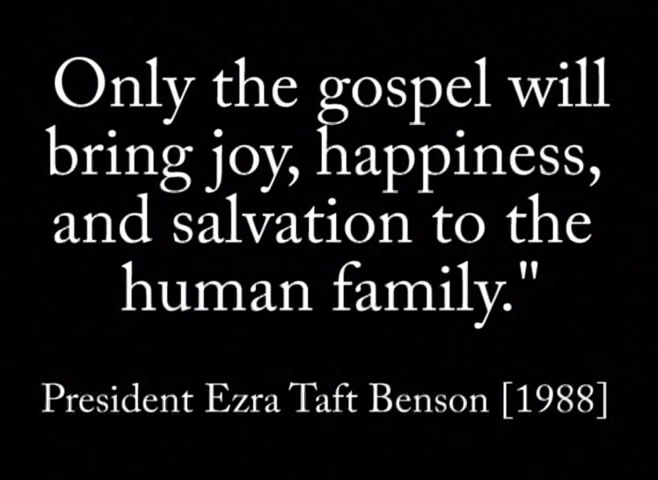 Only the gospel will
bring joy, happiness,
and salvation to the
human family."
President Ezra Taft Benson [1988]